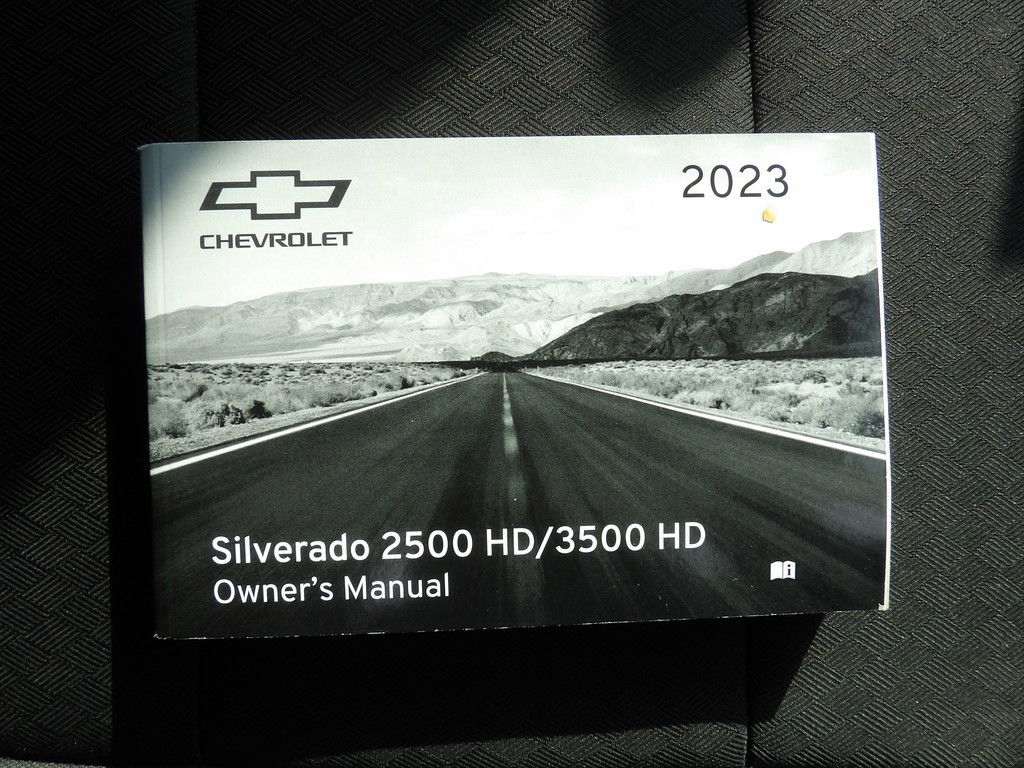 2023
CHEVROLET
Silverado 2500 HD/3500 HD
Owner's Manual
i